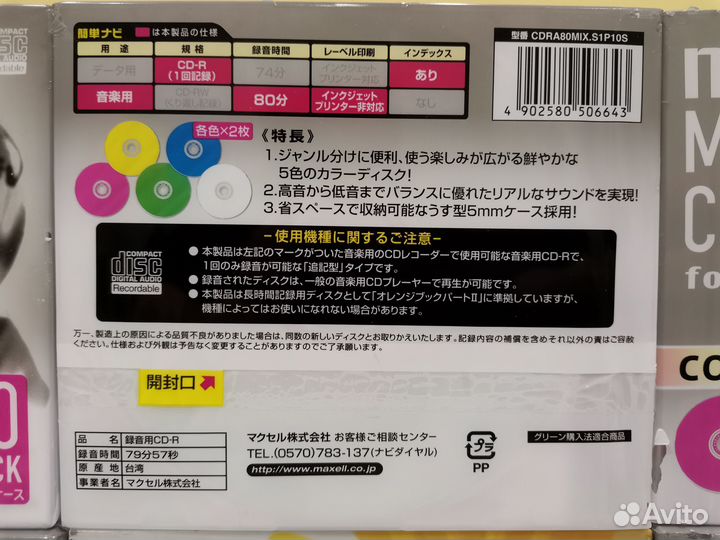 簡単ナビ ■は本製品の仕様
用途 規格 録音時間 レーベル印刷 インデックス
データ用 CD-R (1回記録) 74分 インクジェットプリンター対応 あり
音楽用 CD-RW (くり返し記録) 80分 インクジェットプリンター非対応 なし
型番 CDRA80MIX.S1P10S
4 902580 506643
各色×2枚
《特長》
1.ジャンル分けに便利、使う楽しみが広がる鮮やかな
5色のカラーディスク!
2.高音から低音までバランスに優れたリアルなサウンドを実現!
3.省スペースで収納可能なうす型5mmケース採用!
-使用機種に関するご注意-
COMPACT
disc
DIGITAL AUDIO
Recordable
●本製品は左記のマークがついた音楽用のCDレコーダーで使用可能な音楽用CD-Rで、
1回のみ録音が可能な「追記型」タイプです。
●録音されたディスクは、一般の音楽用CDプレーヤーで再生が可能です。
●本製品は長時間記録用ディスクとして「オレンジブックパートⅡ」に準拠していますが、
機種によってはお使いになれない場合があります。
万一、製造上の原因による品質不良がありました場合は、同数の新しいディスクとお取りかえいたします。記録内容の補償を含めそれ以外の責はご容赦
ください。仕様および外観は予告なく変更することがありますのでご了承願います。
開封口
品名 録音用CD-R
録音時間 79分57秒
原産地 台湾
事業者名 マクセル株式会社
マクセル株式会社 お客様ご相談センター
TEL(0570)783-137(ナビダイヤル)
http://www.maxell.co.jp
プラ
PP
グリーン購入法適合商品
disc
AUDIO
rdable
0
CK
ケース
m
M
C
fo
CO
Avito